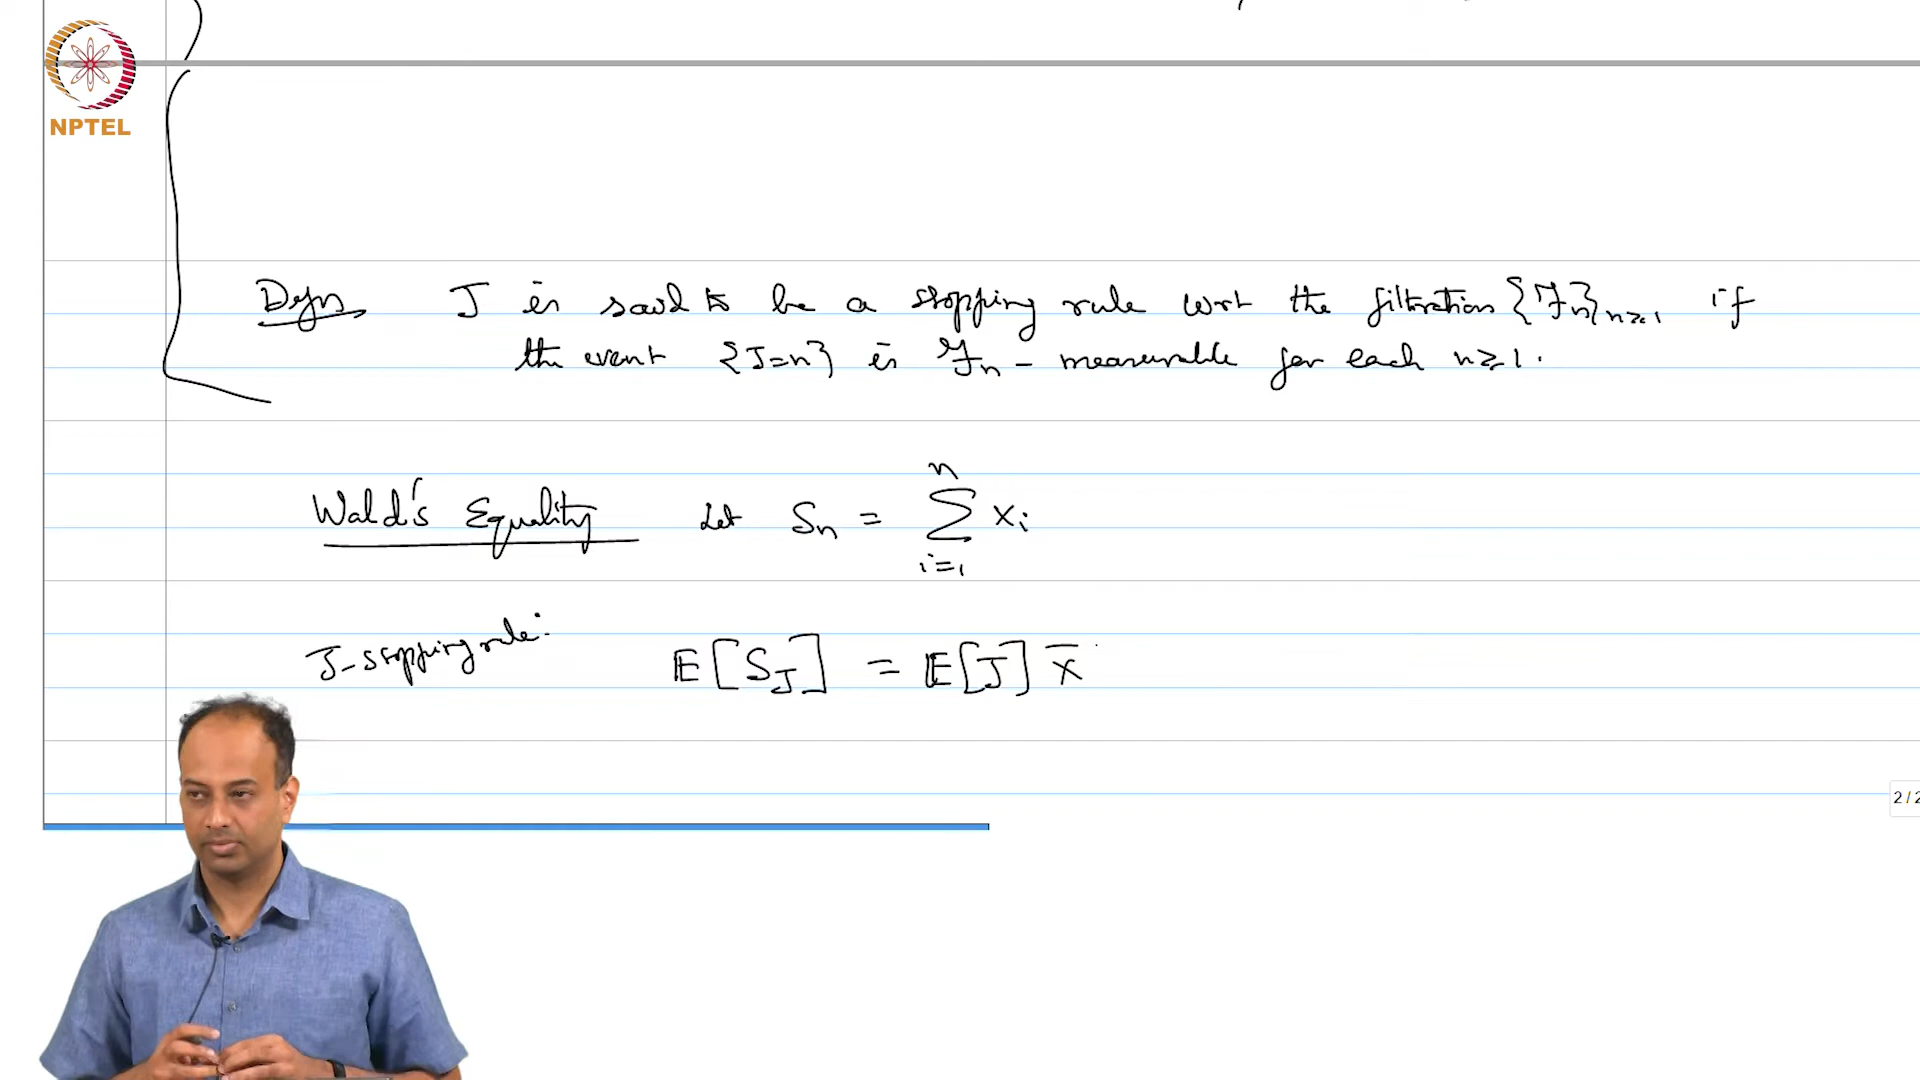 NPTEL
Defn J is said to be a stopping rule wrt the filtration {ℱn}n≥1 if
the event {J=n} is ℱn - measurable for each n≥1.
Wald's Equality Let Sn = ∑_{i=1}^{n} Xi
J-stopping rule: E[S_J] = E[J] X̄
2/2